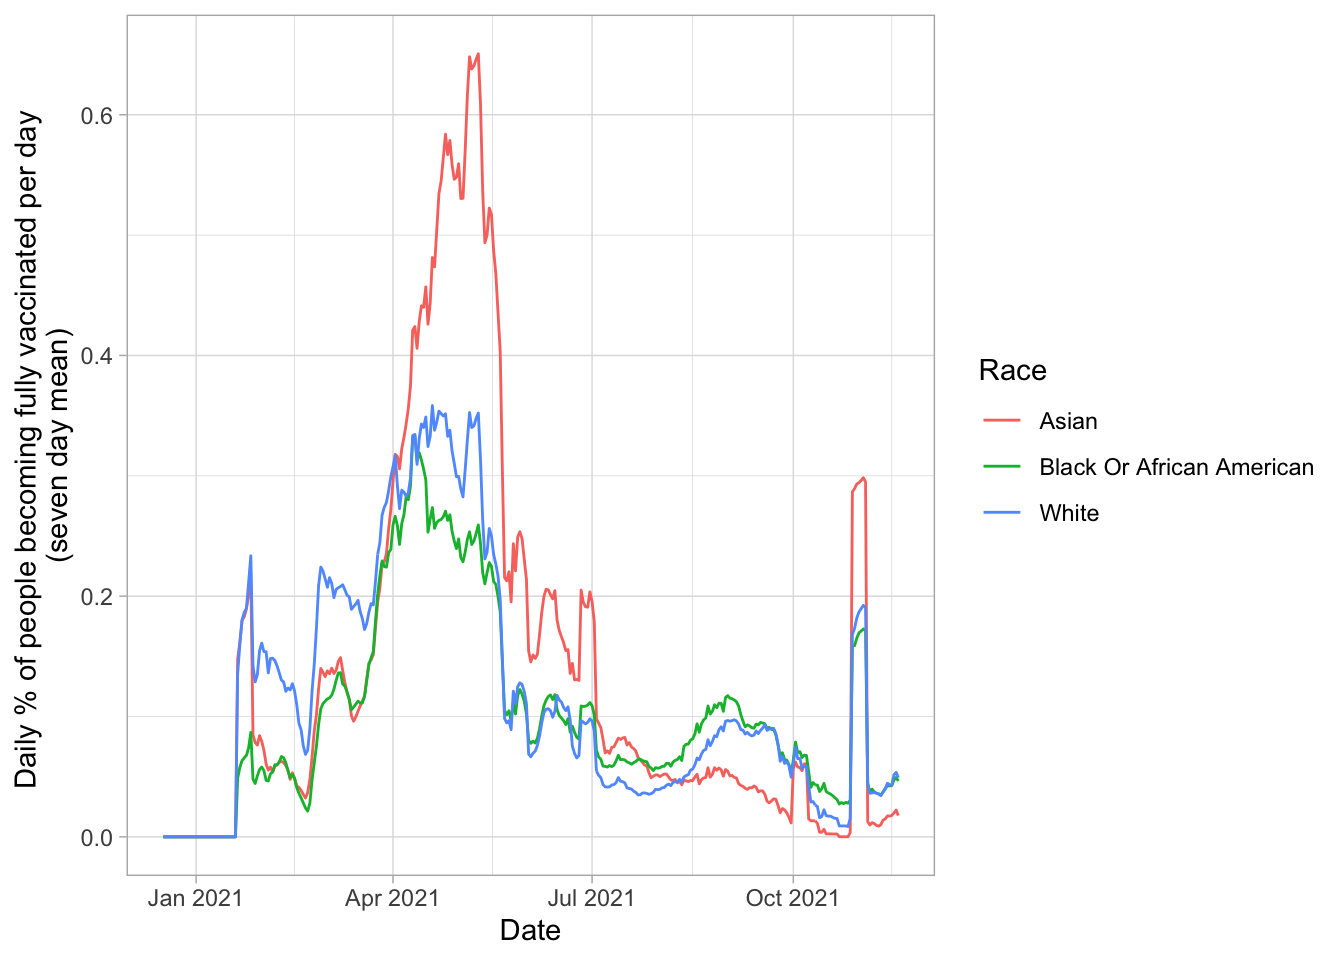 Daily % of people becoming fully vaccinated per day
(seven day mean)
0.6
0.4
0.2
0.0
Jan 2021
Apr 2021
Jul 2021
Oct 2021
Date
Race
Asian
Black Or African American
White